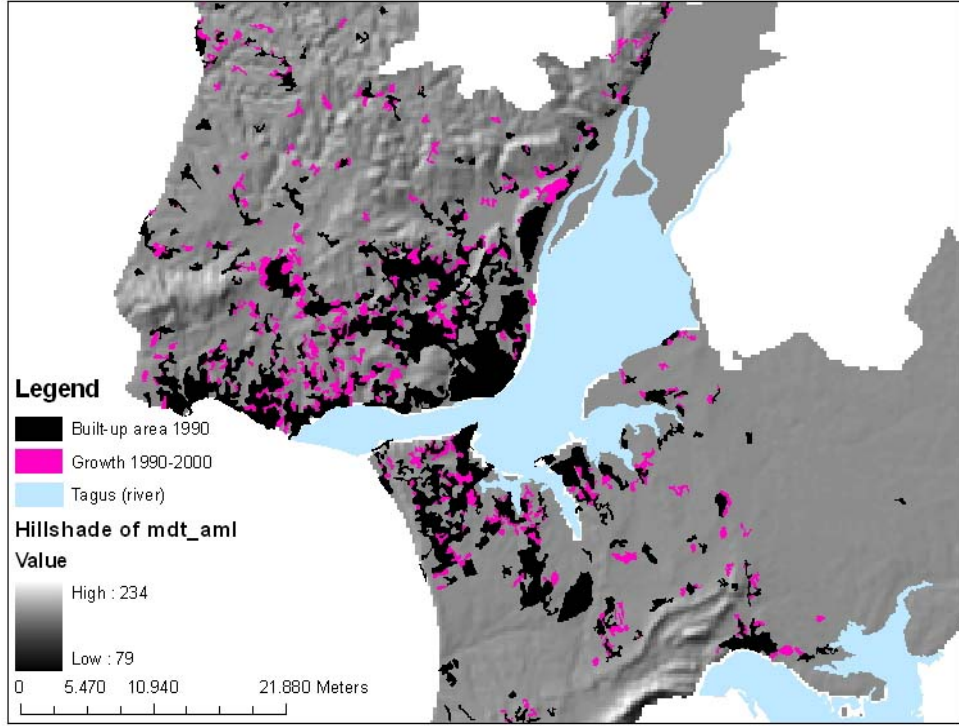 Legend
Built-up area 1990
Growth 1990-2000
Tagus (river)
Hillshade of mdt_aml
Value
High : 234
Low : 79
0 5.470 10.940 21.880 Meters